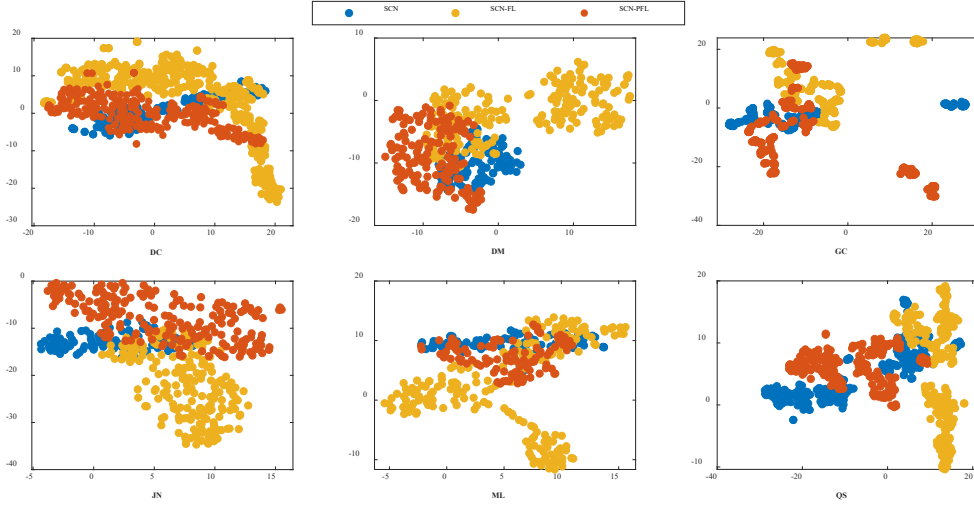 SCN SCN-FL SCN-PFL
20 10 0 -10 -20 -30
-20 -10 0 10 20
DC
10 0 -10 -20
-10 0 10
DM
20 0 -20 -40
-20 0 20
GC
0 -10 -20 -30 -40
-5 0 5 10 15
JN
20 10 0 -10
-5 0 5 10 15
ML
20 10 0 -10
-40 -20 0 20
QS